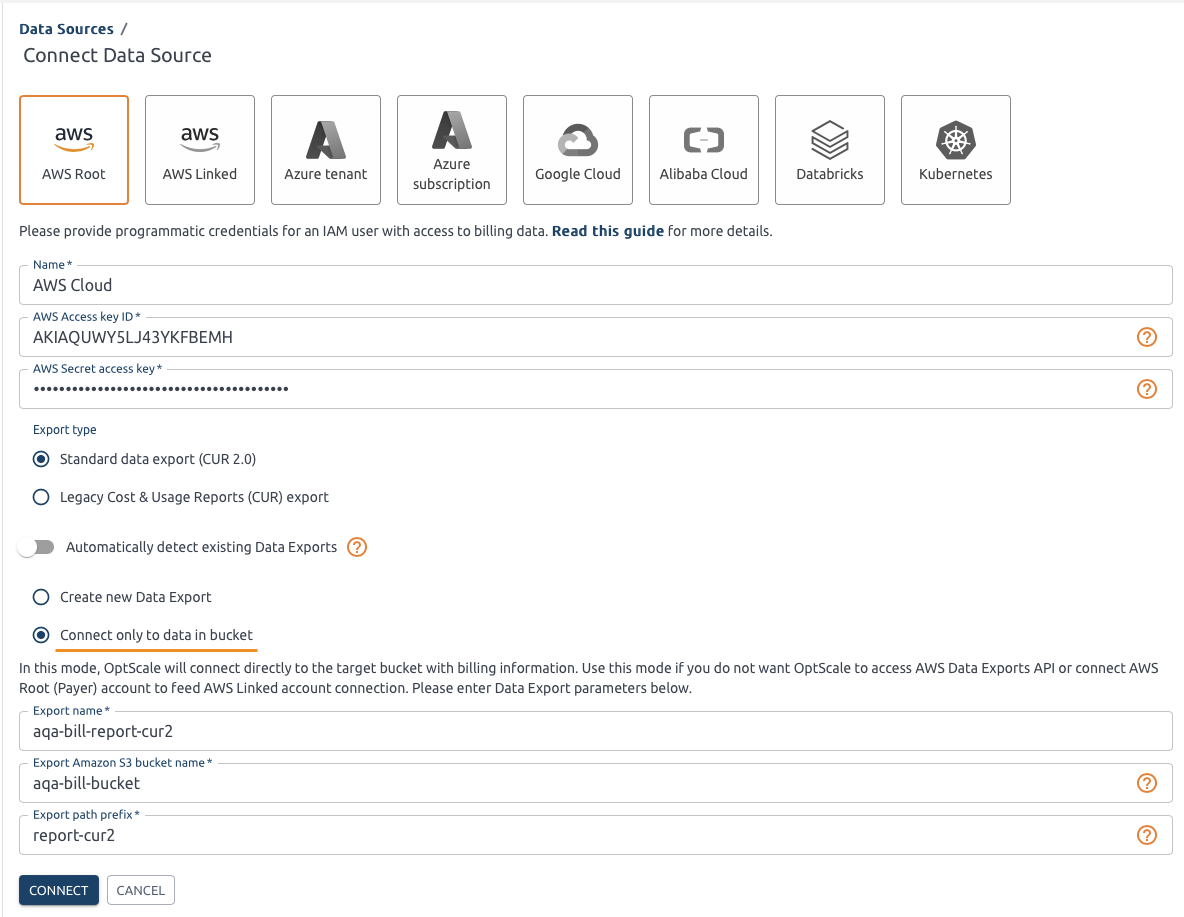 Data Sources /
Connect Data Source
aws
AWS Root
aws
AWS Linked
Azure tenant
Azure
subscription
Google Cloud
Alibaba Cloud
Databricks
Kubernetes
Please provide programmatic credentials for an IAM user with access to billing data. Read this guide for more details.
Name *
AWS Cloud
AWS Access key ID *
AKIAQUWY5LJ43YKFBEMH
AWS Secret access key *
••••••••••••••••••••••••••••••••••••••••
Export type
Standard data export (CUR 2.0)
Legacy Cost & Usage Reports (CUR) export
Automatically detect existing Data Exports
Create new Data Export
Connect only to data in bucket
In this mode, OptScale will connect directly to the target bucket with billing information. Use this mode if you do not want OptScale to access AWS Data Exports API or connect AWS
Root (Payer) account to feed AWS Linked account connection. Please enter Data Export parameters below.
Export name *
aqa-bill-report-cur2
Export Amazon S3 bucket name *
aqa-bill-bucket
Export path prefix *
report-cur2
CONNECT
CANCEL